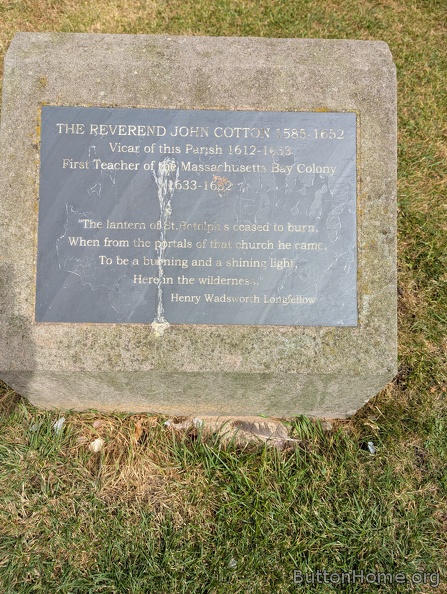 THE REVEREND JOHN COTTON 1585-1652
Vicar of this Parish 1612-1633
First Teacher of the Massachusetts Bay Colony
1633-1652
"The lantern of St. Botolph's ceased to burn,
When from the portals of that church he came,
To be a burning and a shining light,
Here in the wilderness..."
Henry Wadsworth Longfellow
ButtonHome.org